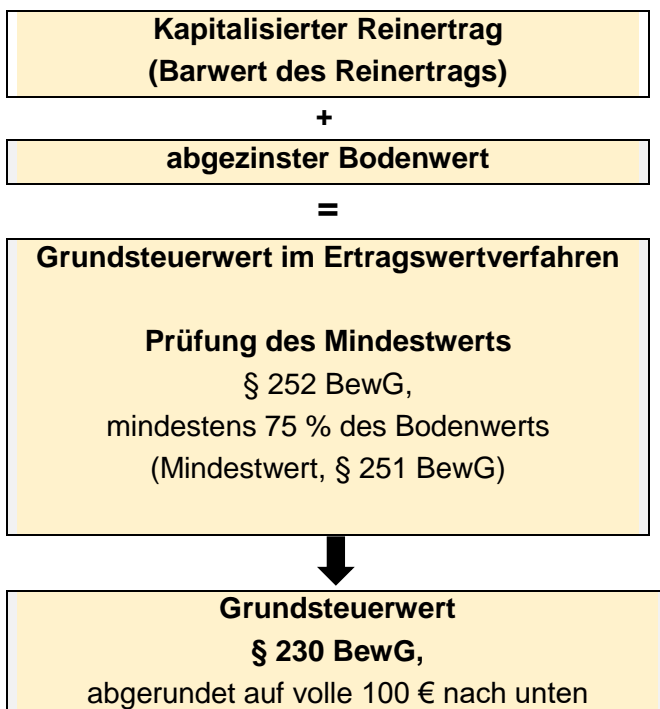 Kapitalisierter Reinertrag
(Barwert des Reinertrags)
+
abgezinster Bodenwert
=
Grundsteuerwert im Ertragswertverfahren
Prüfung des Mindestwerts
§ 252 BewG,
mindestens 75 % des Bodenwerts
(Mindestwert, § 251 BewG)
Grundsteuerwert
§ 230 BewG,
abgerundet auf volle 100 € nach unten